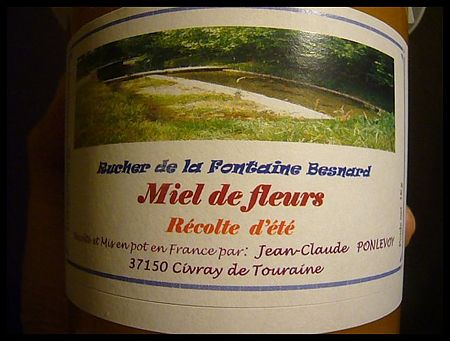 Rucher de la Fontaine Besnard
Miel de fleurs
Récolte d'été
et Mis en pot en France par: Jean-Claude PONLEVOY
37150 Civray de Touraine